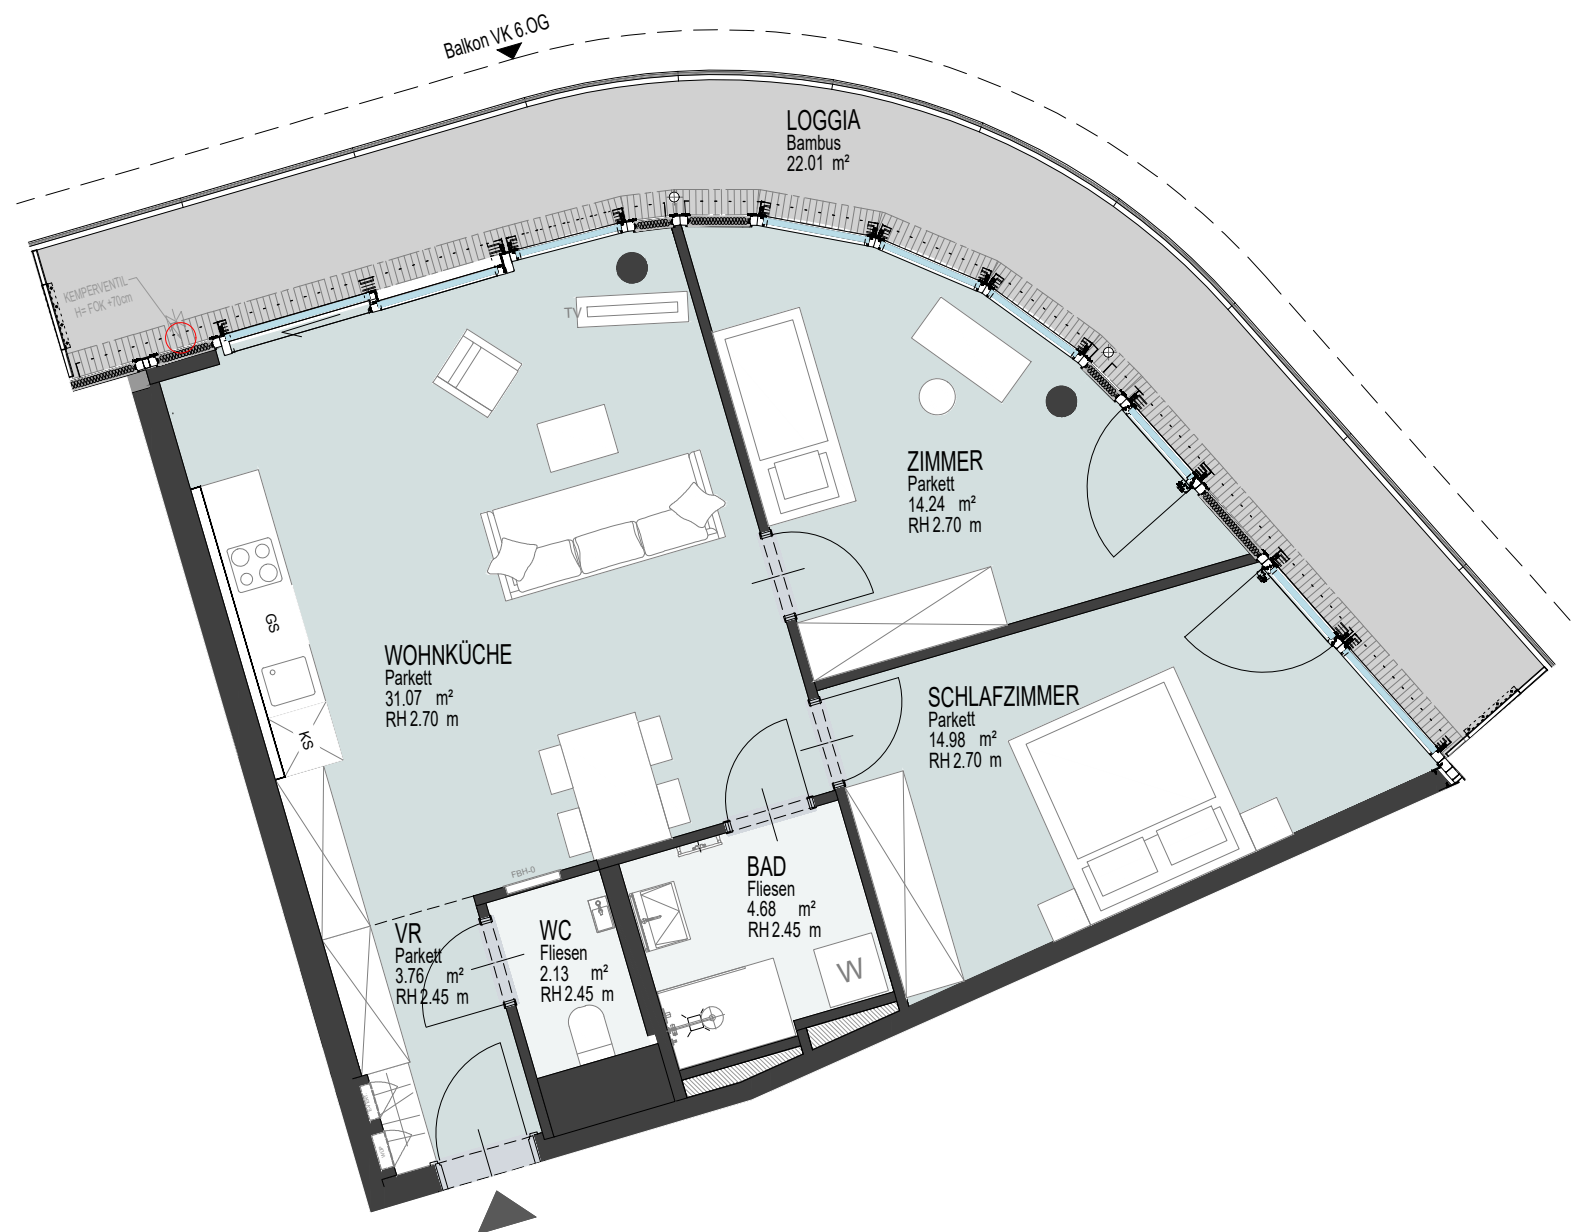 Balkon VK 6.OG
LOGGIA
Bambus
22.01 m²
KEMPERVENTIL
H= FOK +70cm
TV
ZIMMER
Parkett
14.24 m²
RH 2.70 m
GS
KS
WOHNKÜCHE
Parkett
31.07 m²
RH 2.70 m
SCHLAFZIMMER
Parkett
14.98 m²
RH 2.70 m
FBH-0
BAD
Fliesen
4.68 m²
RH 2.45 m
W
VR
Parkett
3.76 m²
RH 2.45 m
WC
Fliesen
2.13 m²
RH 2.45 m